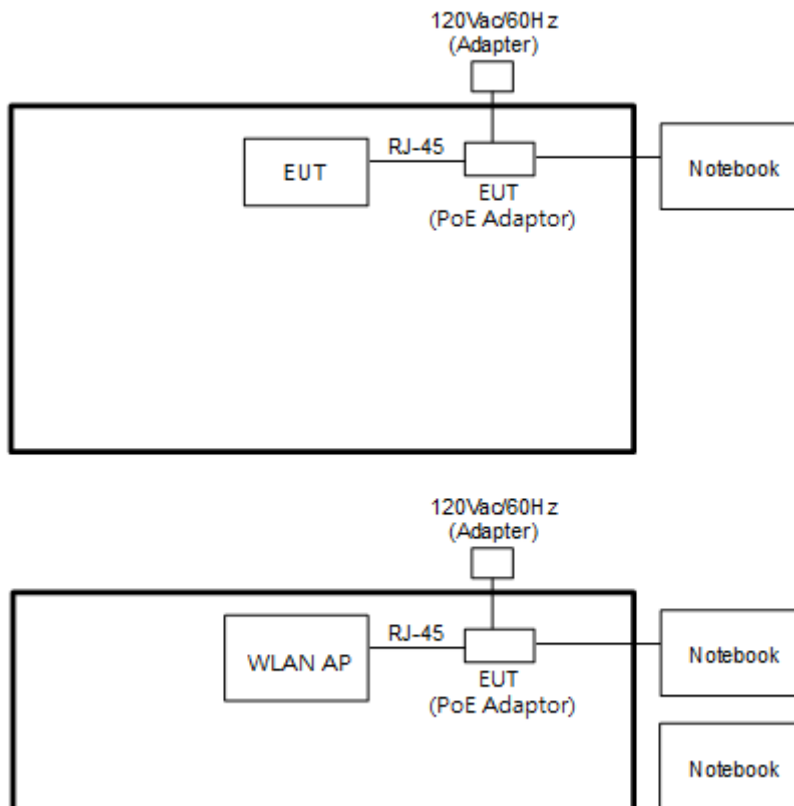 120Vac/60Hz
(Adapter)
RJ-45
EUT
Notebook
EUT
(PoE Adaptor)
120Vac/60Hz
(Adapter)
RJ-45
WLAN AP
Notebook
EUT
(PoE Adaptor)
Notebook